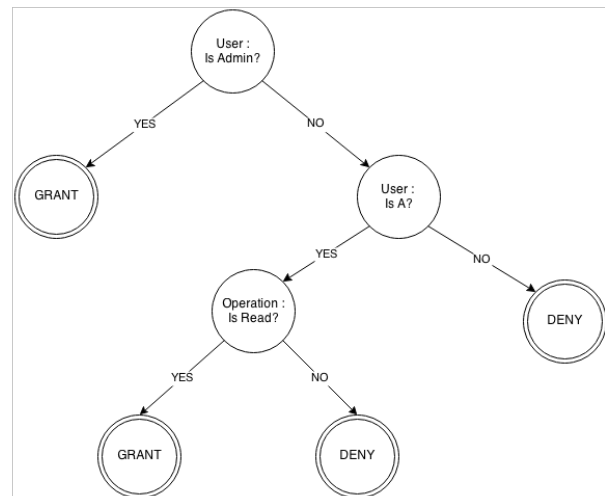 User :
Is Admin?
YES
NO
GRANT
User :
Is A?
YES
NO
Operation :
Is Read?
DENY
YES
NO
GRANT
DENY